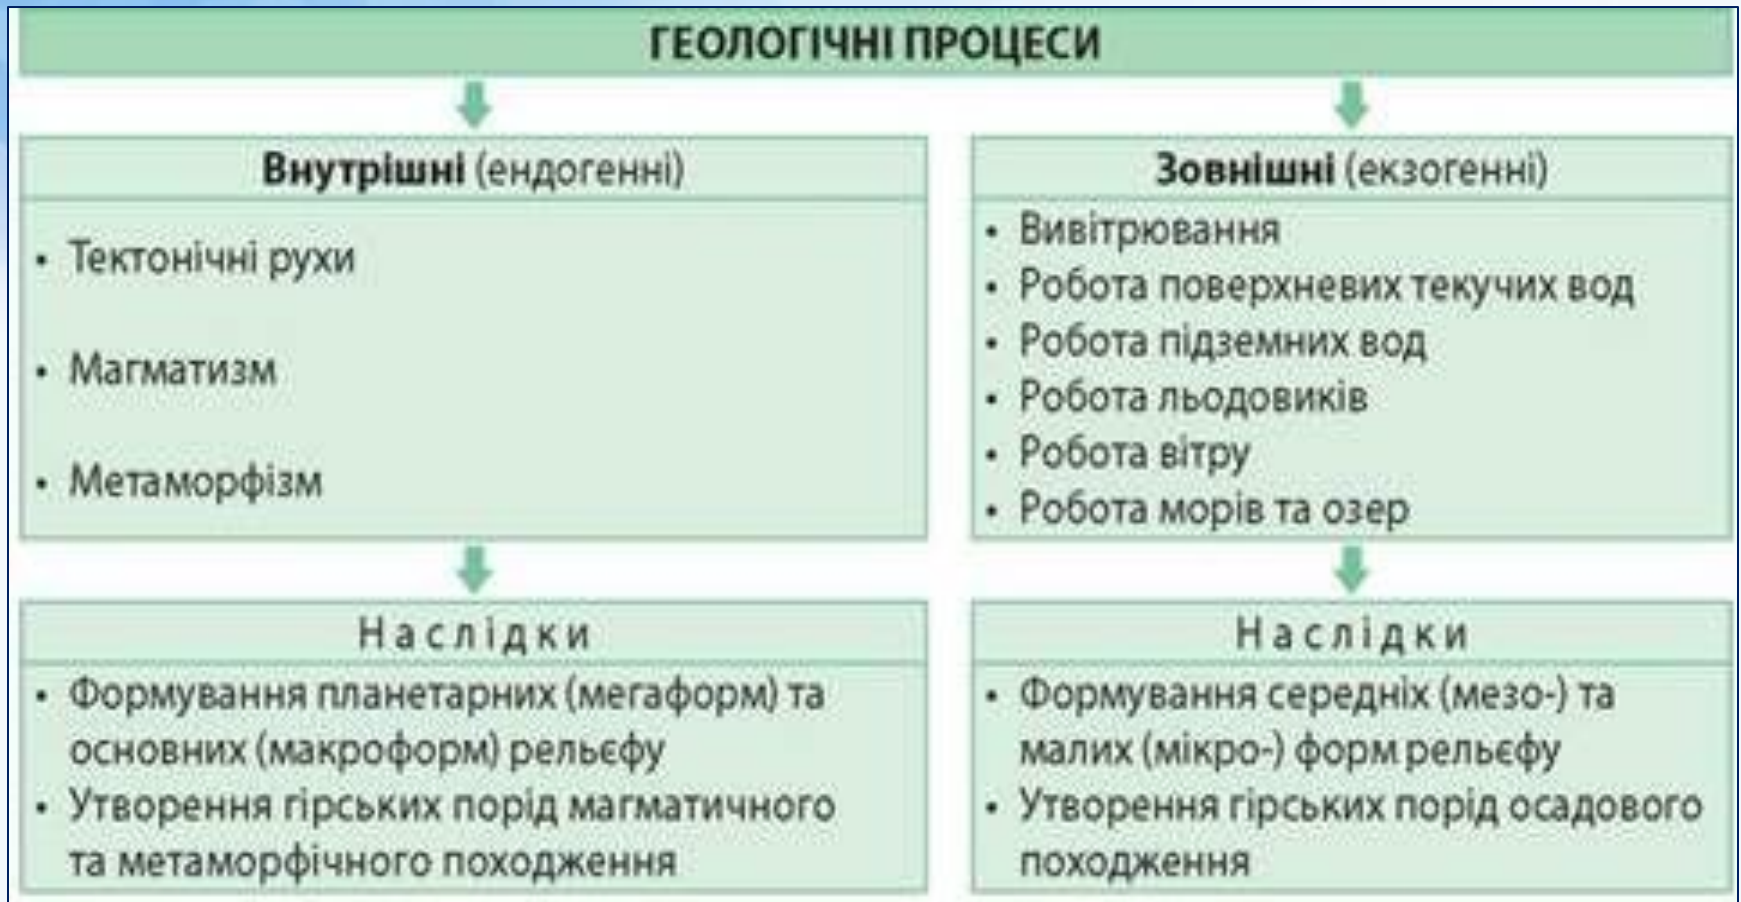 ГЕОЛОГІЧНІ ПРОЦЕСИ
Внутрішні (ендогенні)
• Тектонічні рухи
• Магматизм
• Метаморфізм
Зовнішні (екзогенні)
• Вивітрювання
• Робота поверхневих текучих вод
• Робота підземних вод
• Робота льодовиків
• Робота вітру
• Робота морів та озер
Наслідки
• Формування планетарних (мегаформ) та
основних (макроформ) рельєфу
• Утворення гірських порід магматичного
та метаморфічного походження
Наслідки
• Формування середніх (мезо-) та
малих (мікро-) форм рельєфу
• Утворення гірських порід осадового
походження